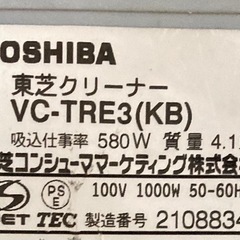 OSHIBA
東芝クリーナー
VC-TRE3(KB)
吸込仕事率 580W 質量 4.1
芝コンシューママーケティング株式会
PSE 100V 1000W 50-60H
ET TEC 製造番号 2108834